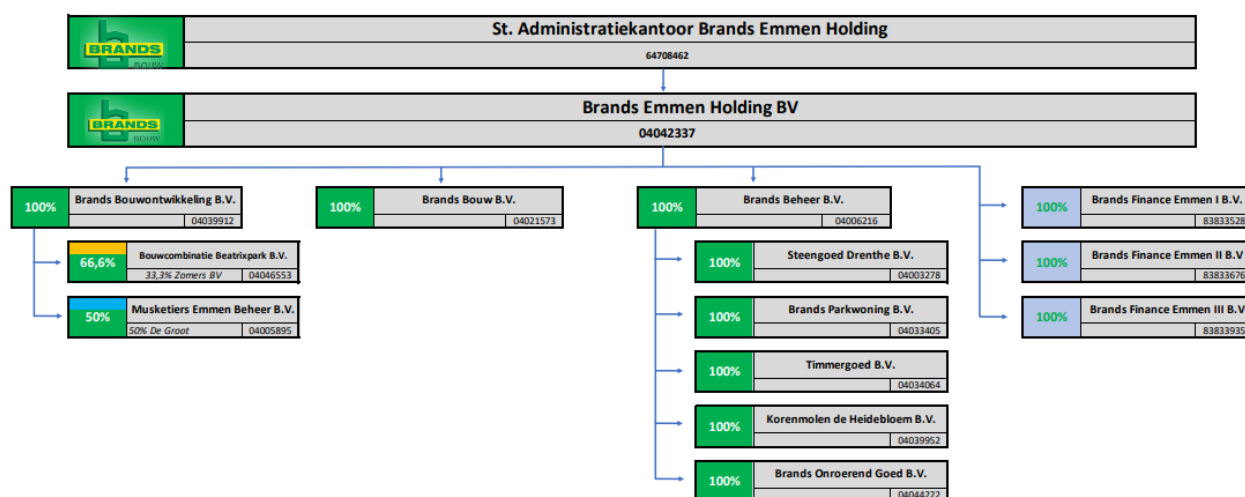 BRANDS
BOUW
St. Administratiekantoor Brands Emmen Holding
64708462
BRANDS
BOUW
Brands Emmen Holding BV
04042337
100%
Brands Bouwontwikkeling B.V.
04039912
66,6%
Bouwcombinatie Beatrixpark B.V.
33,3% Zomers BV 04046553
50%
Musketiers Emmen Beheer B.V.
50% De Groot 04005895
100%
Brands Bouw B.V.
04021573
100%
Brands Beheer B.V.
04006216
100%
Steengoed Drenthe B.V.
04003278
100%
Brands Parkwoning B.V.
04033405
100%
Timmergoed B.V.
04034064
100%
Korenmolen de Heidebloem B.V.
04039952
100%
Brands Onroerend Goed B.V.
04044222
100%
Brands Finance Emmen I B.V.
83833528
100%
Brands Finance Emmen II B.V
83833676
100%
Brands Finance Emmen III B.V
83833935